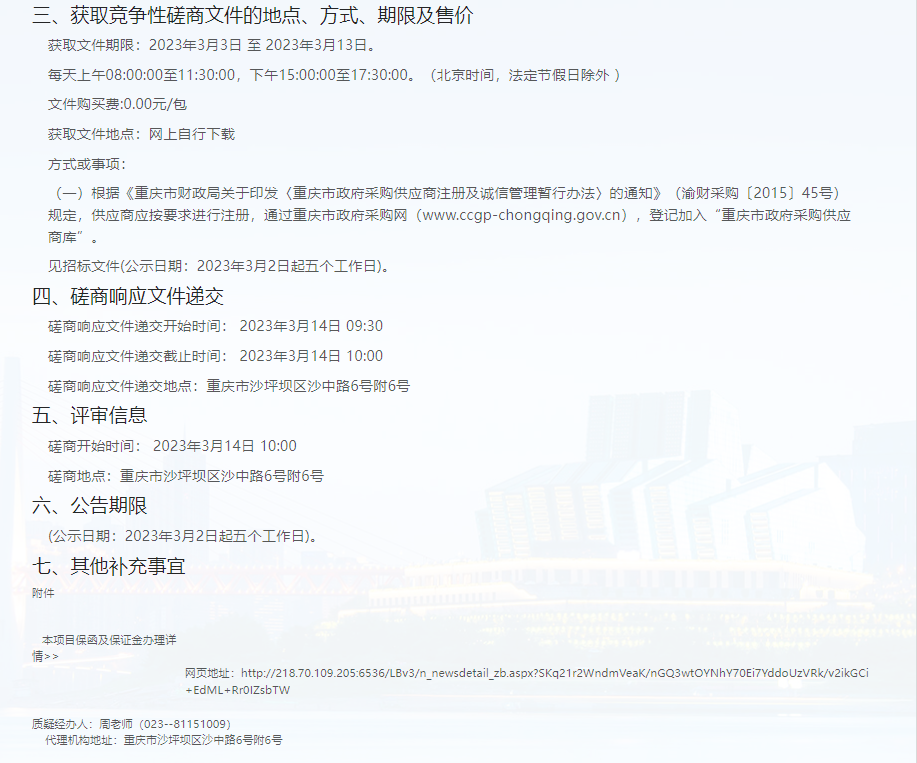 三、获取竞争性磋商文件的地点、方式、期限及售价
获取文件期限：2023年3月3日 至 2023年3月13日。
每天上午08:00:00至11:30:00，下午15:00:00至17:30:00。（北京时间，法定节假日除外 ）
文件购买费:0.00元/包
获取文件地点：网上自行下载
方式或事项：
（一）根据《重庆市财政局关于印发〈重庆市政府采购供应商注册及诚信管理暂行办法〉的通知》（渝财采购〔2015〕45号）
规定，供应商应按要求进行注册，通过重庆市政府采购网（www.ccgp-chongqing.gov.cn），登记加入“重庆市政府采购供应
商库”。
见招标文件(公示日期：2023年3月2日起五个工作日)。
四、磋商响应文件递交
磋商响应文件递交开始时间： 2023年3月14日 09:30
磋商响应文件递交截止时间： 2023年3月14日 10:00
磋商响应文件递交地点：重庆市沙坪坝区沙中路6号附6号
五、评审信息
磋商开始时间： 2023年3月14日 10:00
磋商地点：重庆市沙坪坝区沙中路6号附6号
六、公告期限
(公示日期：2023年3月2日起五个工作日)。
七、其他补充事宜
附件
本项目保函及保证金办理详
情>>
网页地址：http://218.70.109.205:6536/LBv3/n_newsdetail_zb.aspx?SKq21r2WndmVeaK/nGQ3wtOYNhY70Ei7YddoUzVRk/v2ikGCi
+EdML+Rr0IZsbTW
质疑经办人：周老师（023--81151009）
代理机构地址：重庆市沙坪坝区沙中路6号附6号